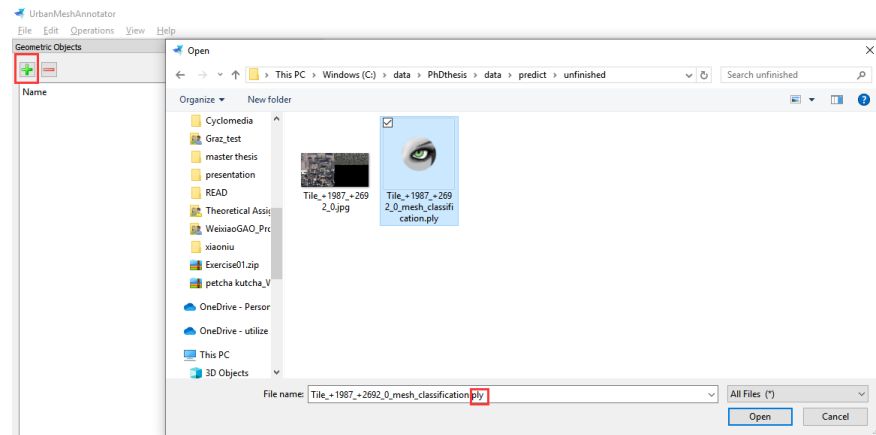 UrbanMeshAnnotator
File Edit Operations View Help
Geometric Objects
Name
Open
This PC > Windows (C:) > data > PhDthesis > data > predict > unfinished
Search unfinished
Organize
New folder
Cyclomedia
Graz_test
master thesis
presentation
READ
Theoretical Assi
WeixiaoGAO_Pro
xiaoniu
Exercise01.zip
petcha kutcha_W
OneDrive - Person
OneDrive - utilize
This PC
3D Objects
Tile_+1987_+269
2_0.jpg
Tile_+1987_+269
2_0_mesh_classifi
cation.ply
File name:
Tile_+1987_+2692_0_mesh_classification.ply
All Files (*)
Open
Cancel